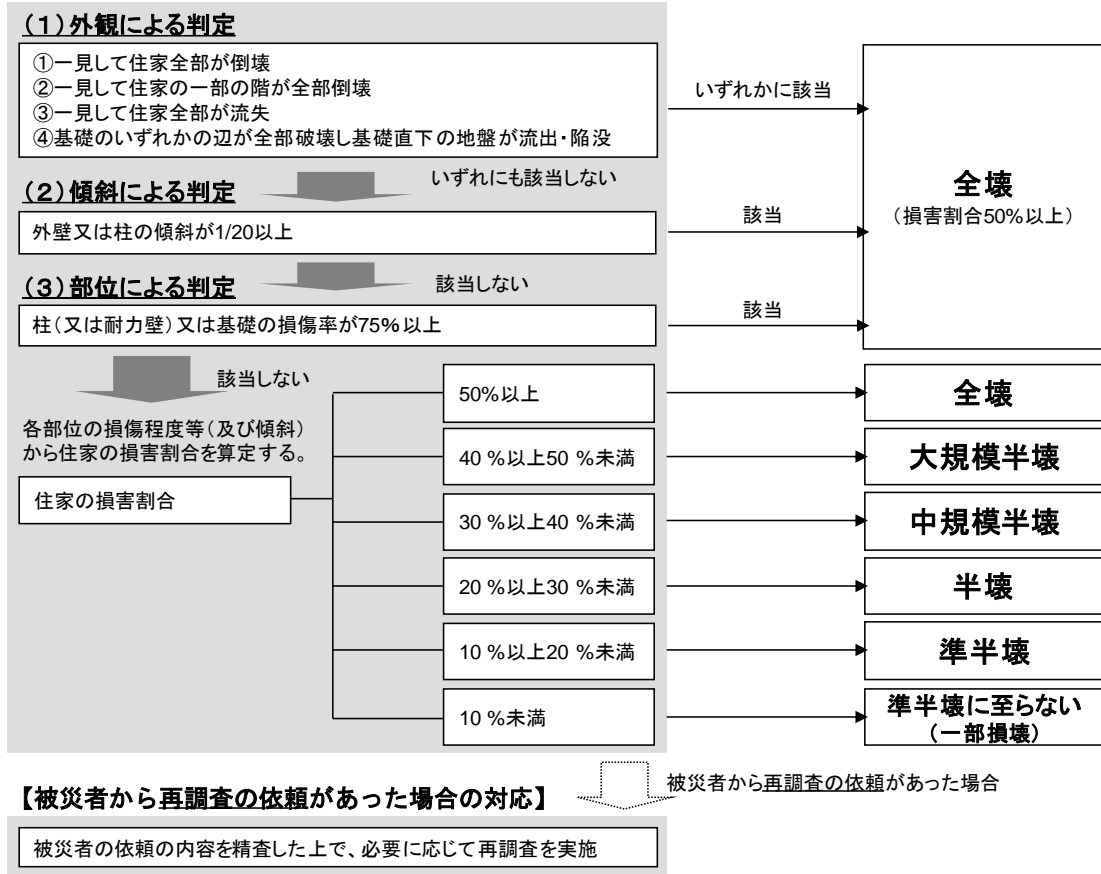 (1)外観による判定
①一見して住家全部が倒壊
②一見して住家の一部の階が全部倒壊
③一見して住家全部が流失
④基礎のいずれかの辺が全部破壊し基礎直下の地盤が流出・陥没
いずれかに該当
全壊
(損害割合50%以上)
いずれにも該当しない
(2)傾斜による判定
外壁又は柱の傾斜が1/20以上
該当
該当しない
(3)部位による判定
柱(又は耐力壁)又は基礎の損傷率が75%以上
該当
該当しない
各部位の損傷程度等(及び傾斜)
から住家の損害割合を算定する。
住家の損害割合
50%以上
全壊
40 %以上50 %未満
大規模半壊
30 %以上40 %未満
中規模半壊
20 %以上30 %未満
半壊
10 %以上20 %未満
準半壊
10 %未満
準半壊に至らない
(一部損壊)
被災者から再調査の依頼があった場合
【被災者から再調査の依頼があった場合の対応】
被災者の依頼の内容を精査した上で、必要に応じて再調査を実施